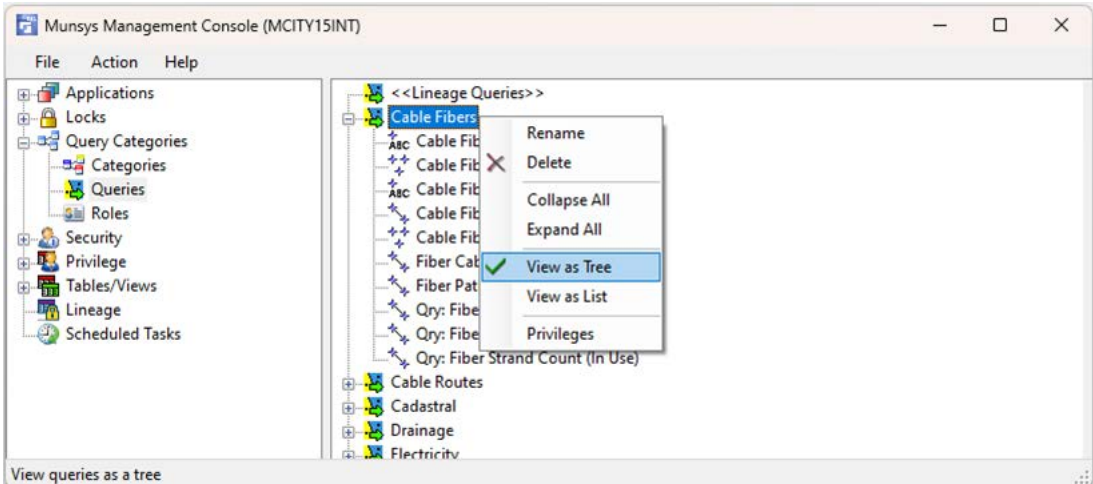 Munsys Management Console (MCITY15INT)
File Action Help
Applications
Locks
Query Categories
Categories
Queries
Roles
Security
Privilege
Tables/Views
Lineage
Scheduled Tasks
<<Lineage Queries>>
Cable Fibers
ABC Cable Fib
Cable Fib
ABC Cable Fib
Cable Fib
Cable Fib
Fiber Cab
Fiber Pat
Qry: Fibe
Qry: Fibe
Qry: Fiber Strand Count (In Use)
Cable Routes
Cadastral
Drainage
Electricity
Rename
Delete
Collapse All
Expand All
View as Tree
View as List
Privileges
View queries as a tree